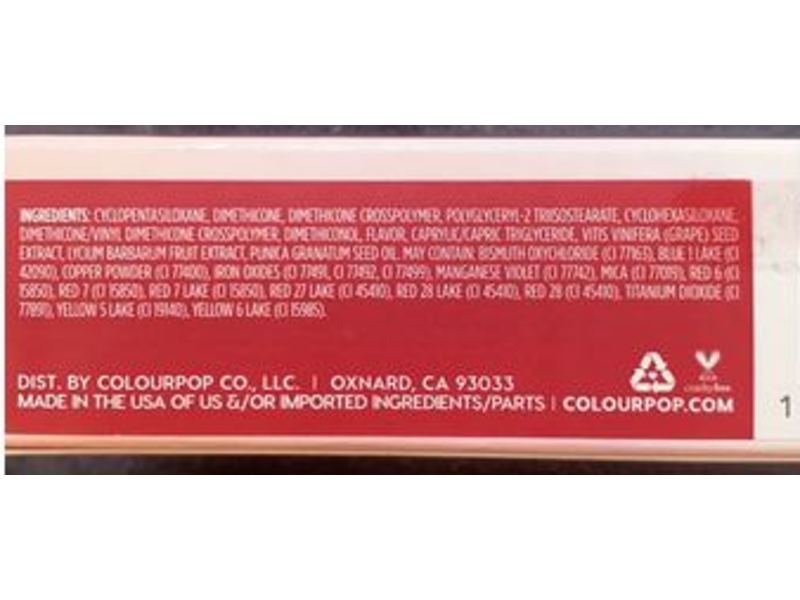 INGREDIENTS: CYCLOPENTASILOXANE, DIMETHICONE, DIMETHICONE CROSSPOLYMER, POLYGLYCERYL-2 TRIISOSTEARATE, CYCLOHEXASILOXANE,
DIMETHICONE/VINYL DIMETHICONE CROSSPOLYMER, DIMETHICONOL, FLAVOR, CAPRYLIC/CAPRIC TRIGLYCERIDE, VITIS VINIFERA (GRAPE) SEED
EXTRACT, LYCIUM BARBARUM FRUIT EXTRACT, PUNICA GRANATUM SEED OIL. MAY CONTAIN: BISMUTH OXYCHLORIDE (CI 77163), BLUE 1 LAKE (CI
42090), COPPER POWDER (CI 77400), IRON OXIDES (CI 77491, CI 77492, CI 77499), MANGANESE VIOLET (CI 77742), MICA (CI 77019), RED 6 (CI
15850), RED 7 (CI 15850), RED 7 LAKE (CI 15850), RED 27 LAKE (CI 45410), RED 28 LAKE (CI 45410), RED 28 (CI 45410), TITANIUM DIOXIDE (CI
77891), YELLOW 5 LAKE (CI 19140), YELLOW 6 LAKE (CI 15985).
DIST. BY COLOURPOP CO., LLC. | OXNARD, CA 93033
MADE IN THE USA OF US &/OR IMPORTED INGREDIENTS/PARTS | COLOURPOP.COM
crueltyfree
1